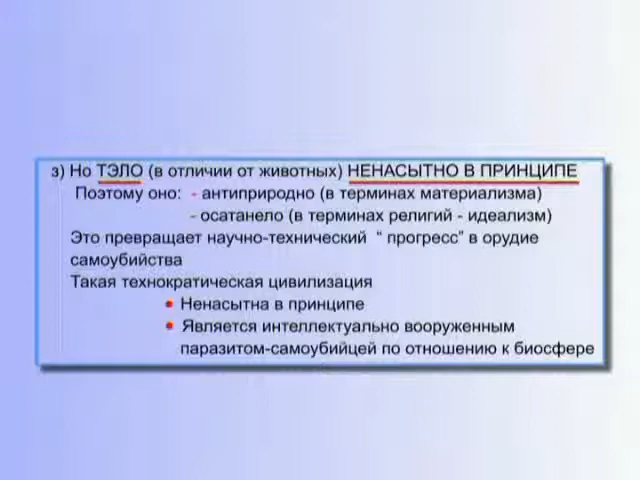 з) Но ТЭЛО (в отличии от животных) НЕНАСЫТНО В ПРИНЦИПЕ
Поэтому оно: - антиприродно (в терминах материализма)
- осатанело (в терминах религий - идеализм)
Это превращает научно-технический “ прогресс” в орудие
самоубийства
Такая технократическая цивилизация
• Ненасытна в принципе
• Является интеллектуально вооруженным
паразитом-самоубийцей по отношению к биосфере